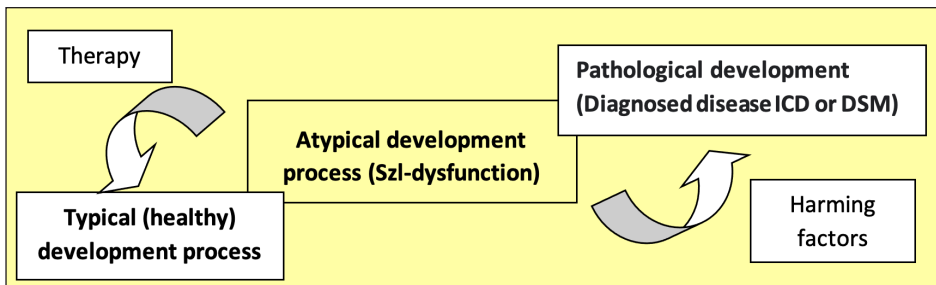 Therapy
Pathological development
(Diagnosed disease ICD or DSM)
Atypical development
process (Szl-dysfunction)
Typical (healthy)
development process
Harming
factors